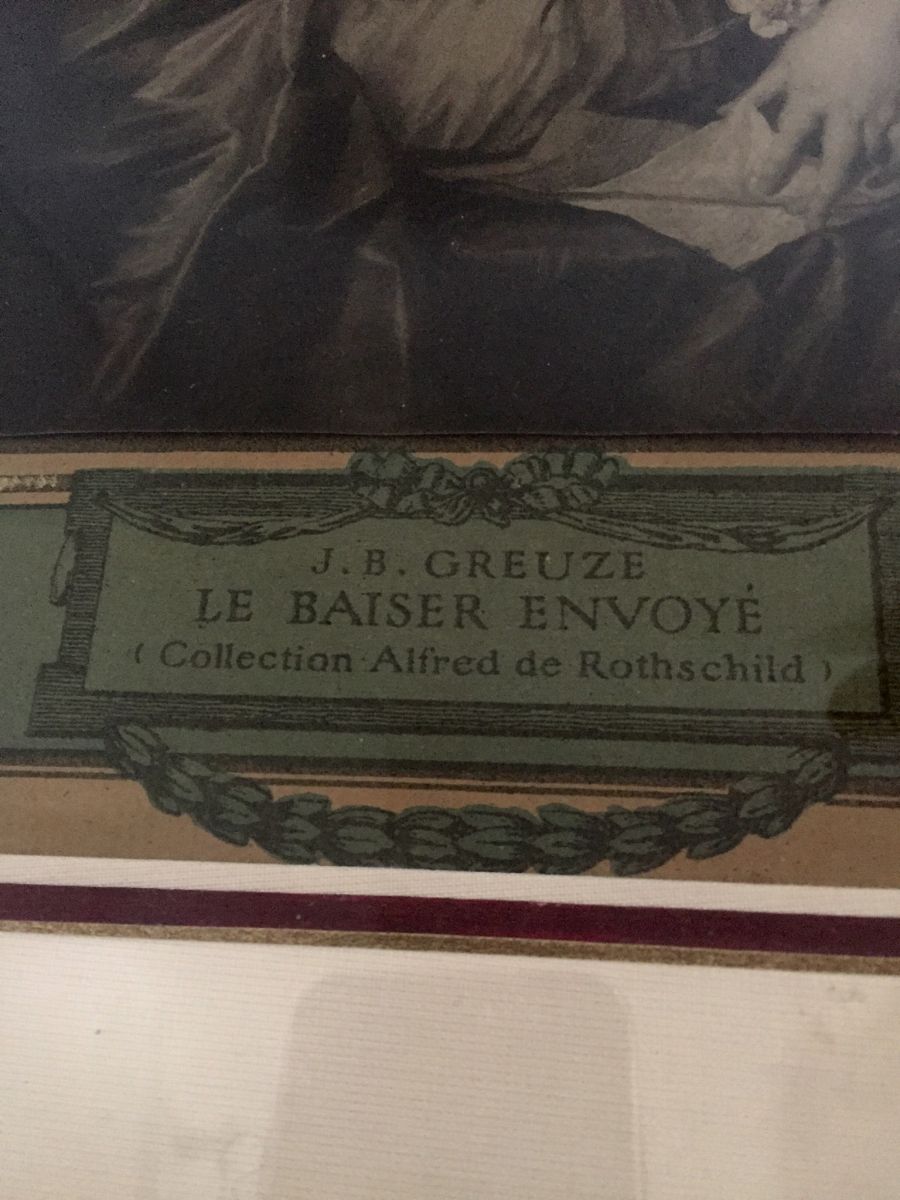 J. B. GREUZE
LE BAISER ENVOYÉ
( Collection Alfred de Rothschild )